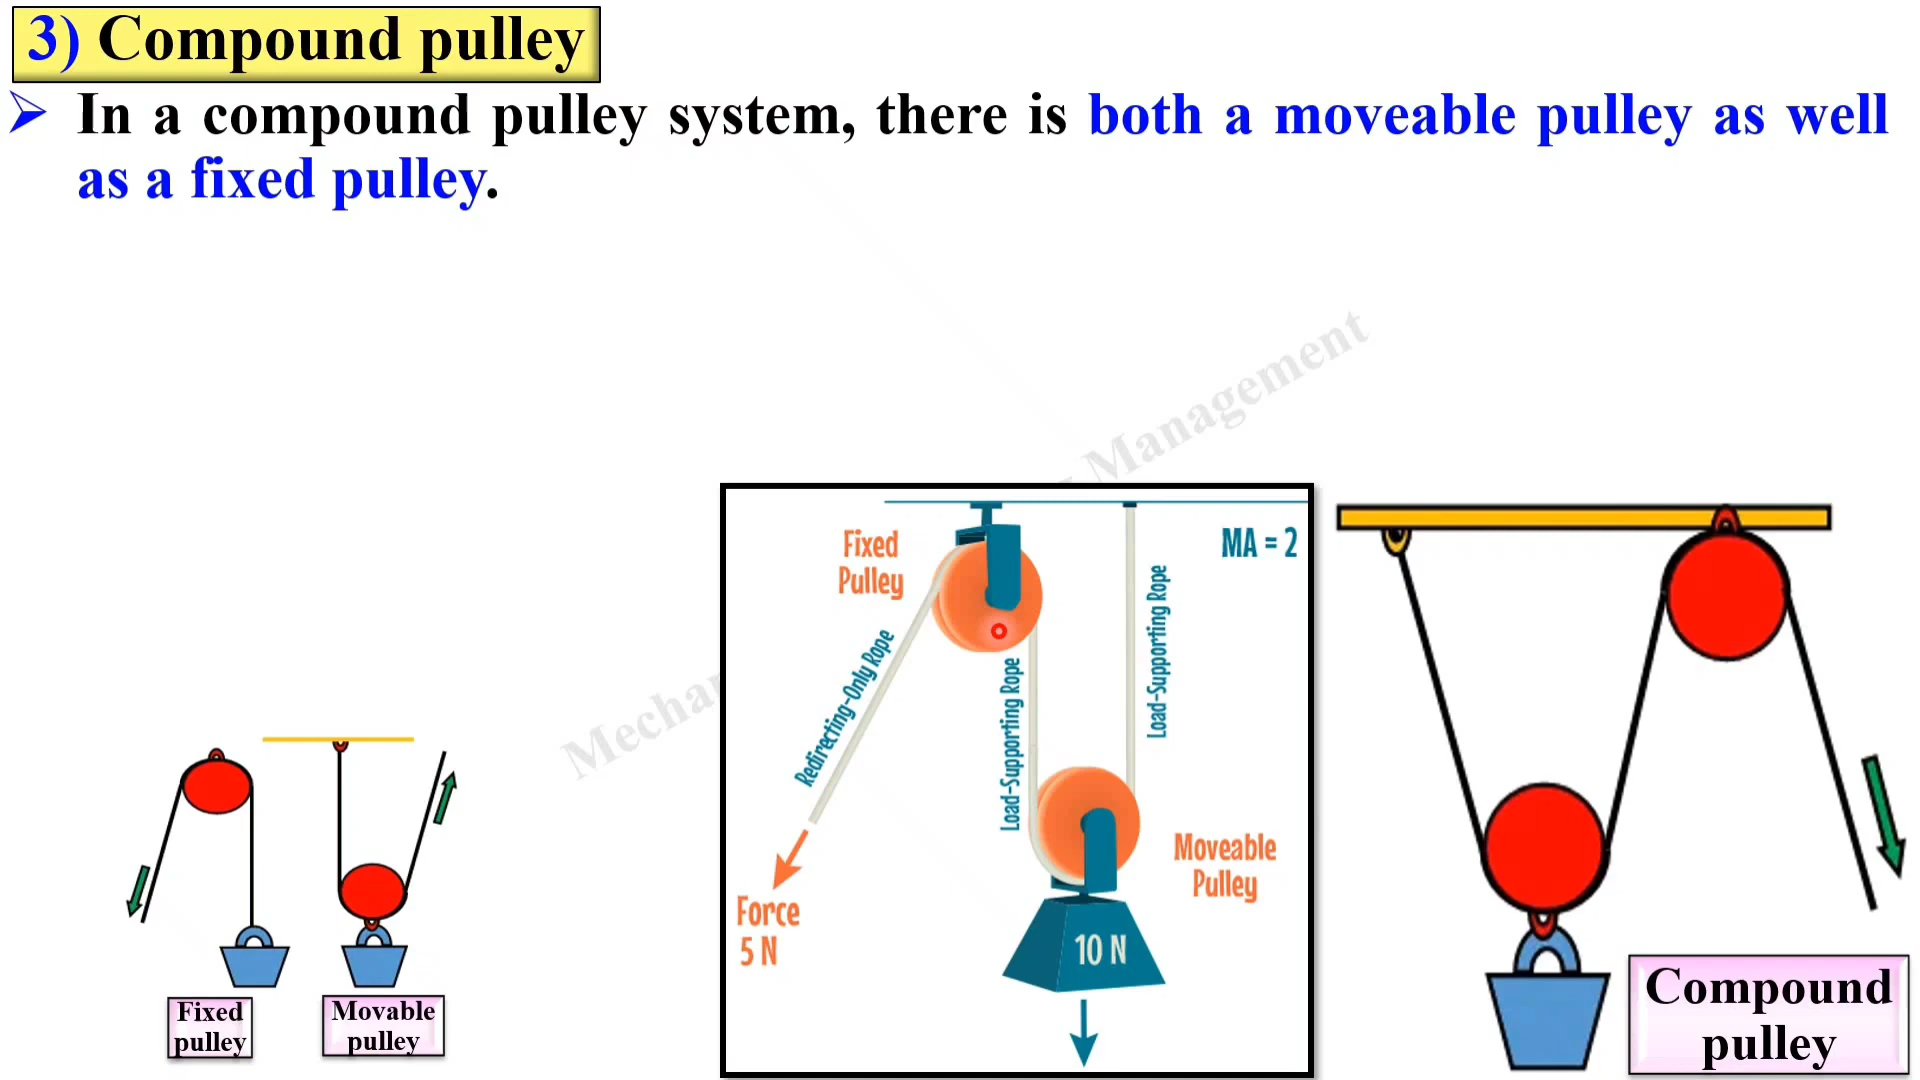 3) Compound pulley
➢ In a compound pulley system, there is both a moveable pulley as well
as a fixed pulley.
Management
Mechan
Fixed
Pulley
MA = 2
Redirecting-Only Rope
Load-Supporting Rope
Load-Supporting Rope
Moveable
Pulley
Force
5 N
10 N
Fixed
pulley
Movable
pulley
Compound
pulley